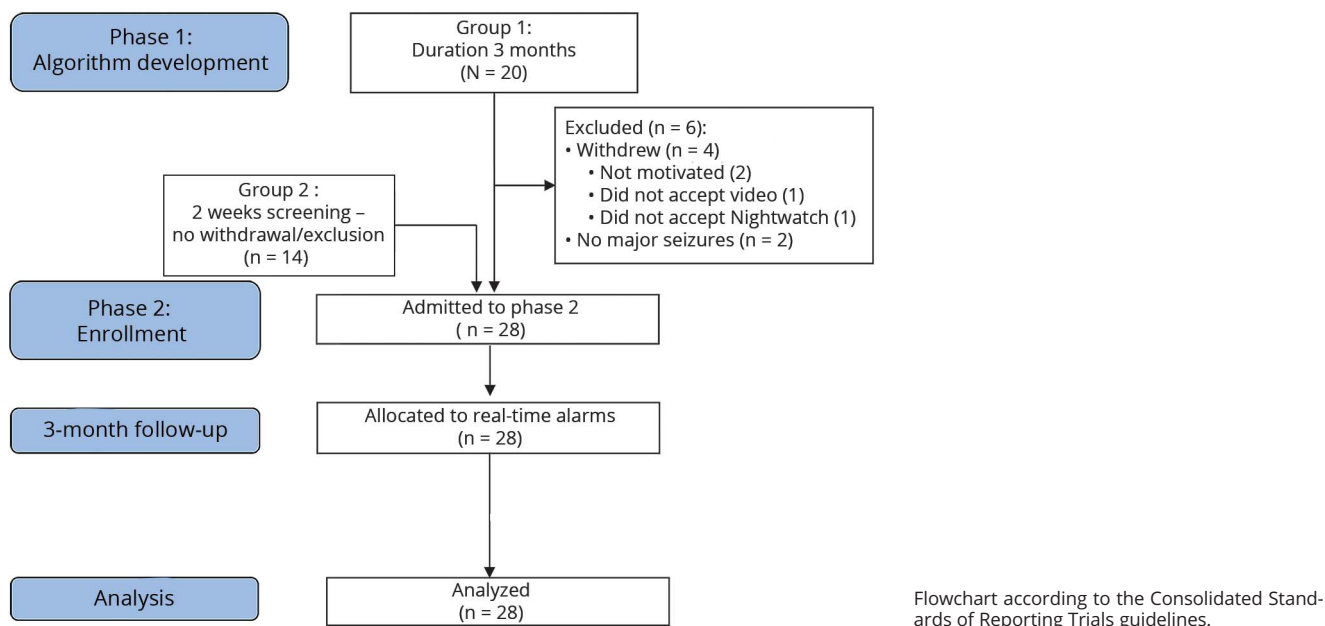 Phase 1:
Algorithm development
Group 1:
Duration 3 months
(N = 20)
Excluded (n = 6):
• Withdrew (n = 4)
• Not motivated (2)
• Did not accept video (1)
• Did not accept Nightwatch (1)
• No major seizures (n = 2)
Group 2 :
2 weeks screening –
no withdrawal/exclusion
(n = 14)
Phase 2:
Enrollment
Admitted to phase 2
( n = 28)
3-month follow-up
Allocated to real-time alarms
(n = 28)
Analysis
Analyzed
(n = 28)
Flowchart according to the Consolidated Stand-
ards of Reporting Trials guidelines.